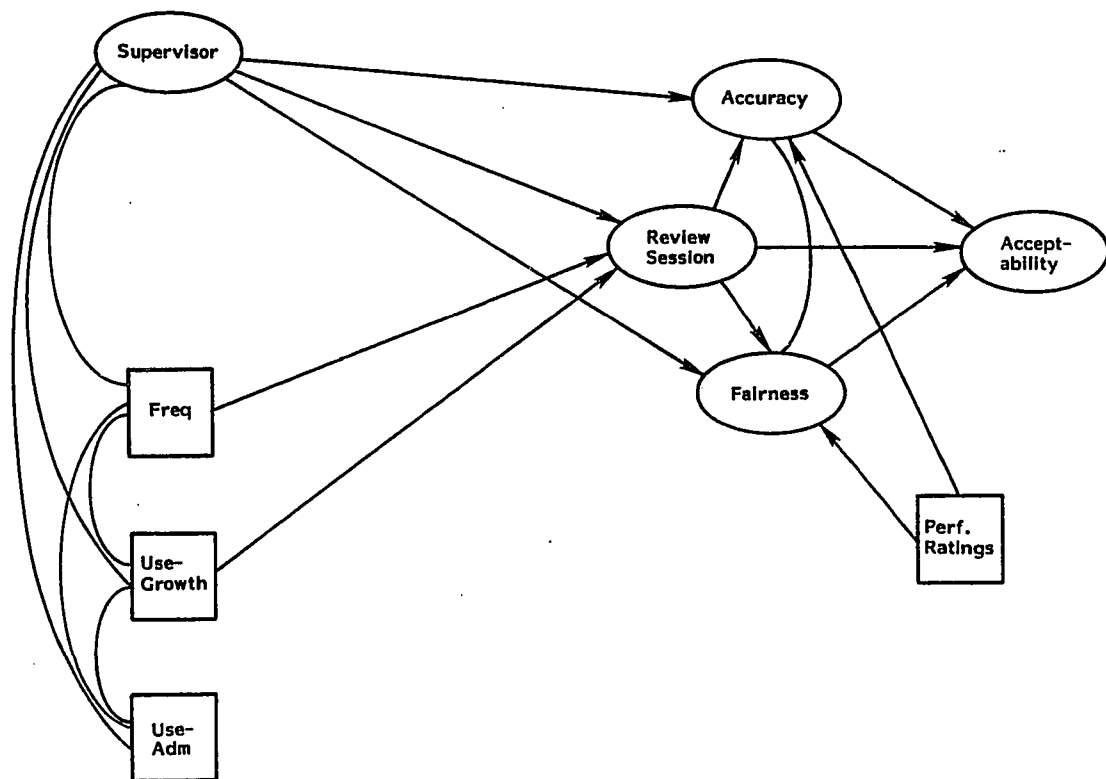 Supervisor
Accuracy
Review
Session
Accept-
ability
Freq
Fairness
Perf.
Ratings
Use-
Growth
Use-
Adm